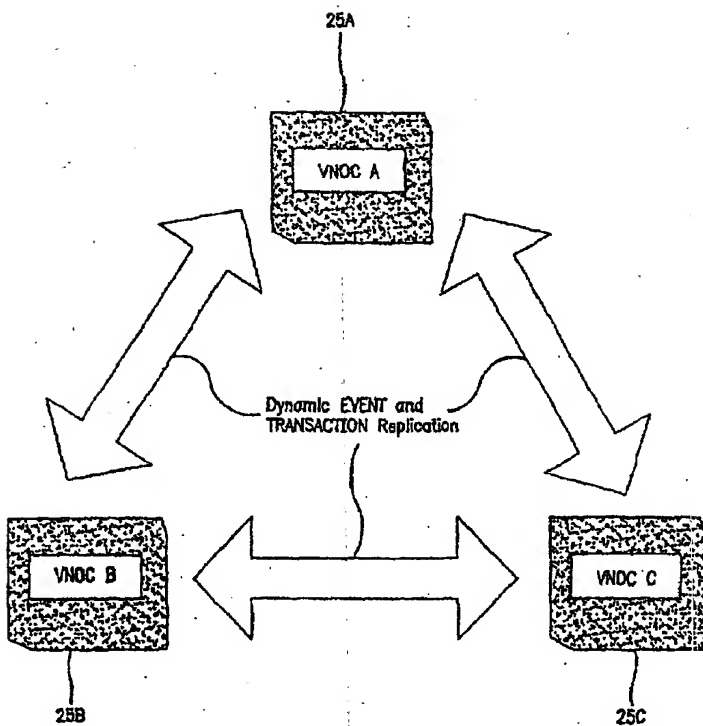 25A
VNOC A
Dynamic EVENT and
TRANSACTION Replication
VNOC B
VNOC C
25B
25C